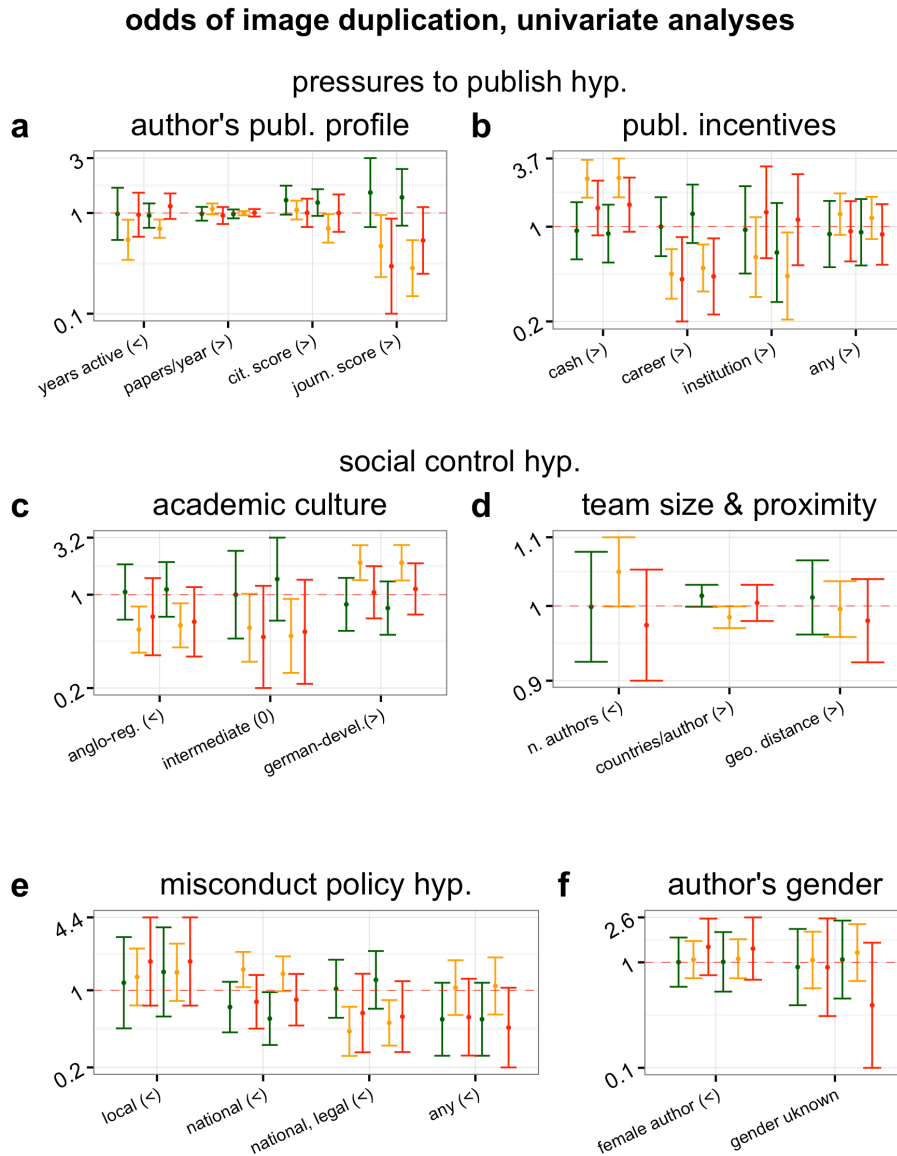 odds of image duplication, univariate analyses
pressures to publish hyp.
a
author's publ. profile
3
1
0.1
years active (<)
papers/year (>)
cit. score (>)
journ. score (>)
b
publ. incentives
3.7
1
0.2
cash (>)
career (>)
institution (>)
any (>)
social control hyp.
c
academic culture
3.2
1
0.2
anglo-reg. (<)
intermediate (0)
german-devel.(>)
d
team size & proximity
1.1
1
0.9
n. authors (<)
countries/author (>)
geo. distance (>)
e
misconduct policy hyp.
4.4
1
0.2
local (<)
national (<)
national, legal (<)
any (<)
f
author's gender
2.6
1
0.1
female author (<)
gender uknown